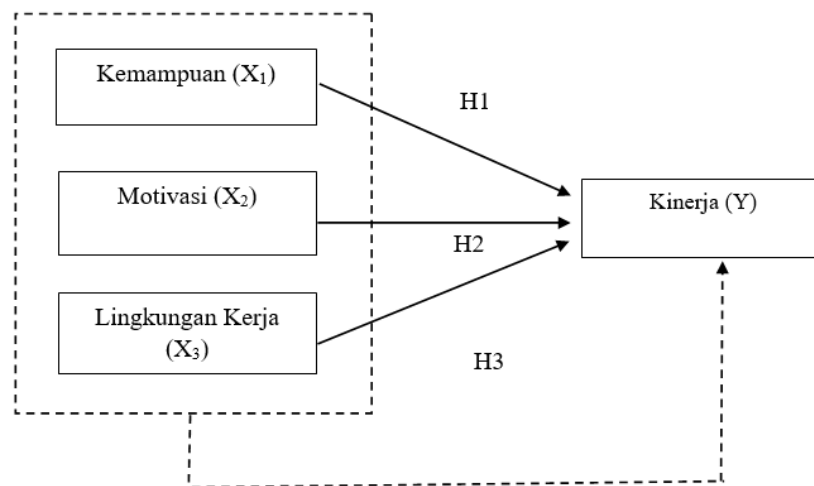 Kemampuan (X₁)
H1
Motivasi (X₂)
Kinerja (Y)
H2
Lingkungan Kerja
(X₃)
H3